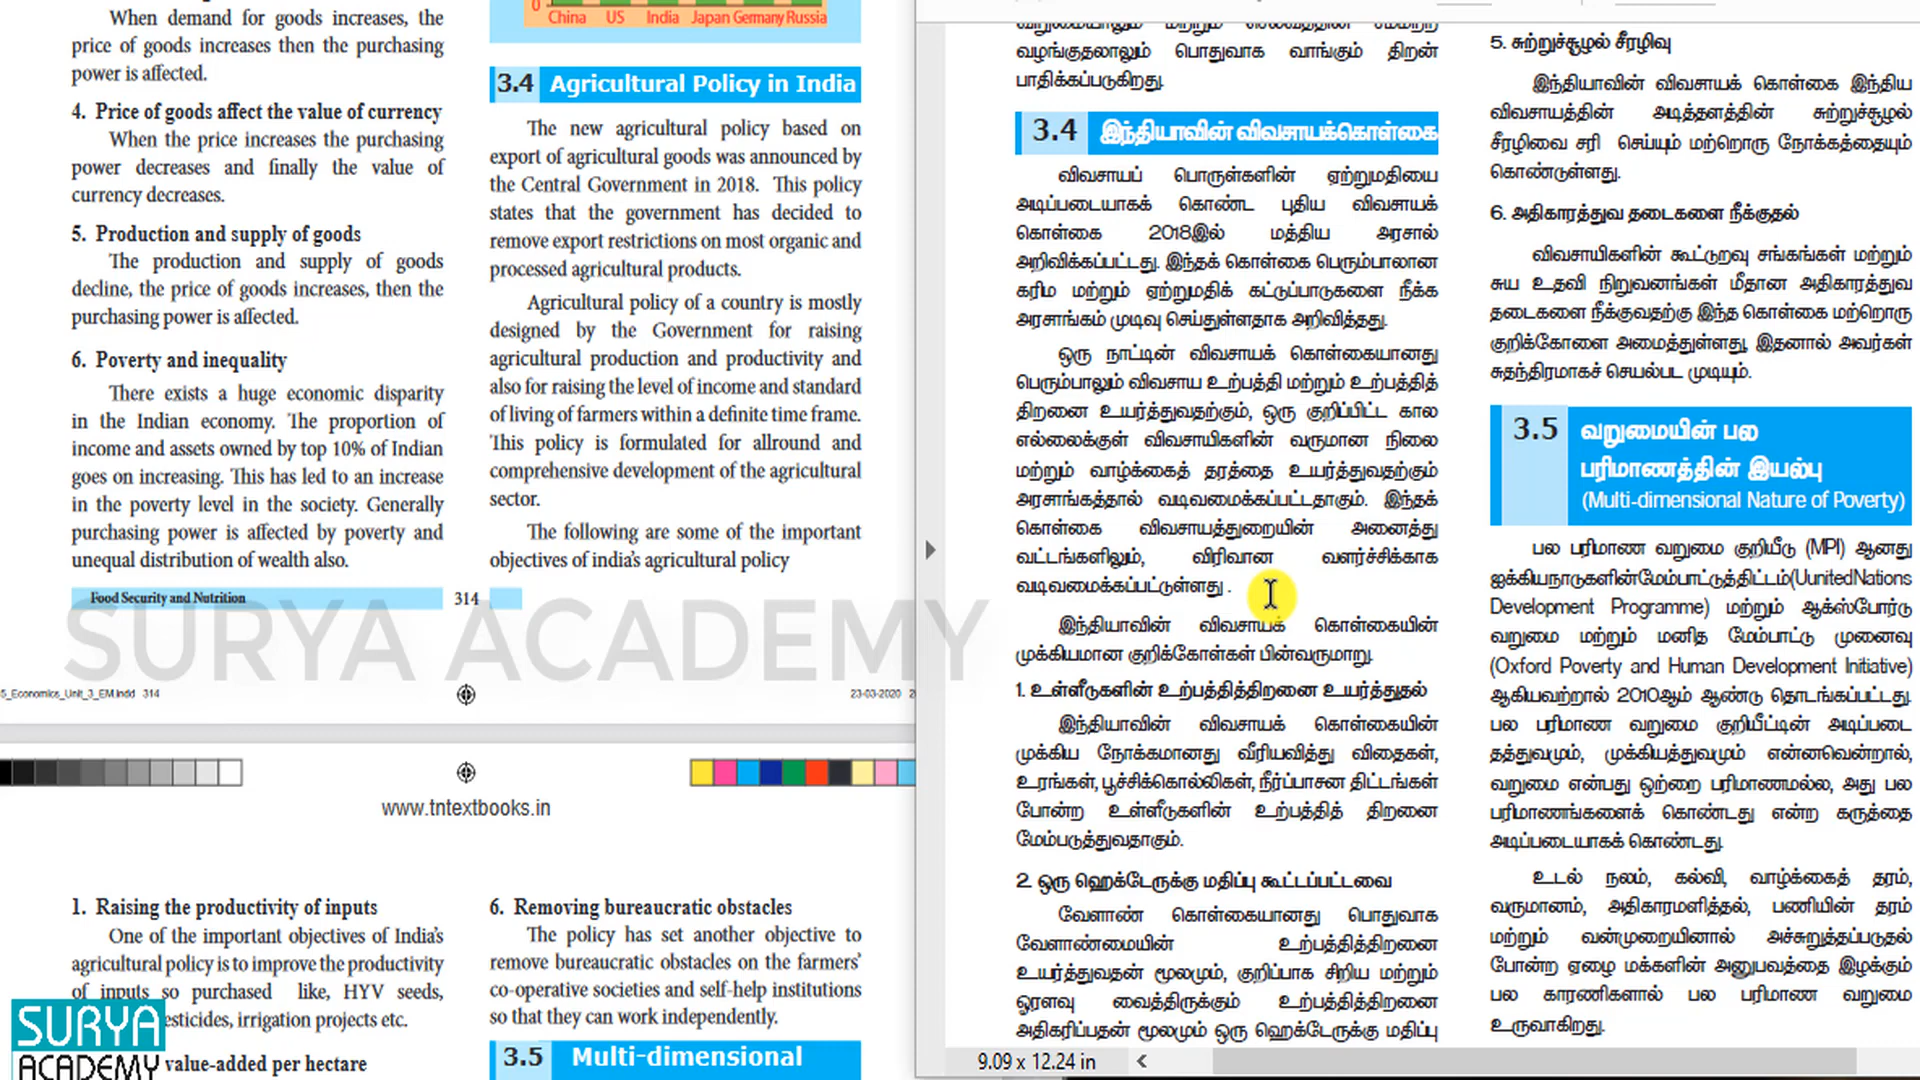 When demand for goods increases, the
price of goods increases then the purchasing
power is affected.
4. Price of goods affect the value of currency
When the price increases the purchasing
power decreases and finally the value of
currency decreases.
5. Production and supply of goods
The production and supply of goods
decline, the price of goods increases, then the
purchasing power is affected.
6. Poverty and inequality
There exists a huge economic disparity
in the Indian economy. The proportion of
income and assets owned by top 10% of Indian
goes on increasing. This has led to an increase
in the poverty level in the society. Generally
purchasing power is affected by poverty and
unequal distribution of wealth also.
Food Security and Nutrition
314
0
China US India Japan Germany Russia
3.4 Agricultural Policy in India
The new agricultural policy based on
export of agricultural goods was announced by
the Central Government in 2018. This policy
states that the government has decided to
remove export restrictions on most organic and
processed agricultural products.
Agricultural policy of a country is mostly
designed by the Government for raising
agricultural production and productivity and
also for raising the level of income and standard
of living of farmers within a definite time frame.
This policy is formulated for allround and
comprehensive development of the agricultural
sector.
The following are some of the important
objectives of india's agricultural policy
SURYA ACADEMY
5_Economics_Unit_3_EM.indd 314
23-03-2020
www.tntextbooks.in
1. Raising the productivity of inputs
One of the important objectives of India's
agricultural policy is to improve the productivity
of inputs so purchased like, HYV seeds,
esticides, irrigation projects etc.
value-added per hectare
SURYA
ACADEMY
6. Removing bureaucratic obstacles
The policy has set another objective to
remove bureaucratic obstacles on the farmers'
co-operative societies and self-help institutions
so that they can work independently.
3.5 Multi-dimensional
வழங்குதலாலும் பொதுவாக வாங்கும் திறன்
பாதிக்கப்படுகிறது.
3.4 இந்தியாவின் விவசாயக்கொள்கை
விவசாயப் பொருள்களின் ஏற்றுமதியை
அடிப்படையாகக் கொண்ட புதிய விவசாயக்
கொள்கை 2018இல் மத்திய அரசால்
அறிவிக்கப்பட்டது. இந்தக் கொள்கை பெரும்பாலான
கரிம மற்றும் ஏற்றுமதிக் கட்டுப்பாடுகளை நீக்க
அரசாங்கம் முடிவு செய்துள்ளதாக அறிவித்தது.
ஒரு நாட்டின் விவசாயக் கொள்கையானது
பெரும்பாலும் விவசாய உற்பத்தி மற்றும் உற்பத்தித்
திறனை உயர்த்துவதற்கும், ஒரு குறிப்பிட்ட கால
எல்லைக்குள் விவசாயிகளின் வருமான நிலை
மற்றும் வாழ்க்கைத் தரத்தை உயர்த்துவதற்கும்
அரசாங்கத்தால் வடிவமைக்கப்பட்டதாகும். இந்தக்
கொள்கை விவசாயத்துறையின் அனைத்து
வட்டங்களிலும், விரிவான வளர்ச்சிக்காக
வடிவமைக்கப்பட்டுள்ளது .
இந்தியாவின் விவசாயக் கொள்கையின்
முக்கியமான குறிக்கோள்கள் பின்வருமாறு.
1. உள்ளீடுகளின் உற்பத்தித்திறனை உயர்த்துதல்
இந்தியாவின் விவசாயக் கொள்கையின்
முக்கிய நோக்கமானது வீரியவித்து விதைகள்,
உரங்கள், பூச்சிக்கொல்லிகள், நீர்ப்பாசன திட்டங்கள்
போன்ற உள்ளீடுகளின் உற்பத்தித் திறனை
மேம்படுத்துவதாகும்.
2. ஒரு ஹெக்டேருக்கு மதிப்பு கூட்டப்பட்டவை
வேளாண் கொள்கையானது பொதுவாக
வேளாண்மையின் உற்பத்தித்திறனை
உயர்த்துவதன் மூலமும், குறிப்பாக சிறிய மற்றும்
ஓரளவு வைத்திருக்கும் உற்பத்தித்திறனை
அதிகரிப்பதன் மூலமும் ஒரு ஹெக்டேருக்கு மதிப்பு
9.09 x 12.24 in
5. சுற்றுச்சூழல் சீரழிவு
இந்தியாவின் விவசாயக் கொள்கை இந்திய
விவசாயத்தின் அடித்தளத்தின் சுற்றுச்சூழல்
சீரழிவை சரி செய்யும் மற்றொரு நோக்கத்தையும்
கொண்டுள்ளது.
6. அதிகாரத்துவ தடைகளை நீக்குதல்
விவசாயிகளின் கூட்டுறவு சங்கங்கள் மற்றும்
சுய உதவி நிறுவனங்கள் மீதான அதிகாரத்துவ
தடைகளை நீக்குவதற்கு இந்த கொள்கை மற்றொரு
குறிக்கோளை அமைத்துள்ளது, இதனால் அவர்கள்
சுதந்திரமாகச் செயல்பட முடியும்.
3.5 வறுமையின் பல
பரிமாணத்தின் இயல்பு
(Multi-dimensional Nature of Poverty)
பல பரிமாண வறுமை குறியீடு (MPI) ஆனது
ஐக்கியநாடுகளின்மேம்பாட்டுத்திட்டம்(UunitedNations
Development Programme) மற்றும் ஆக்ஸ்போர்டு
வறுமை மற்றும் மனித மேம்பாட்டு முனைவு
(Oxford Poverty and Human Development Initiative)
ஆகியவற்றால் 2010ஆம் ஆண்டு தொடங்கப்பட்டது.
பல பரிமாண வறுமை குறியீட்டின் அடிப்படை
தத்துவமும், முக்கியத்துவமும் என்னவென்றால்,
வறுமை என்பது ஒற்றை பரிமாணமல்ல, அது பல
பரிமாணங்களைக் கொண்டது என்ற கருத்தை
அடிப்படையாகக் கொண்டது.
உடல் நலம், கல்வி, வாழ்க்கைத் தரம்,
வருமானம், அதிகாரமளித்தல், பணியின் தரம்
மற்றும் வன்முறையினால் அச்சுறுத்தப்படுதல்
போன்ற ஏழை மக்களின் அனுபவத்தை இழக்கும்
பல காரணிகளால் பல பரிமாண வறுமை
உருவாகிறது.